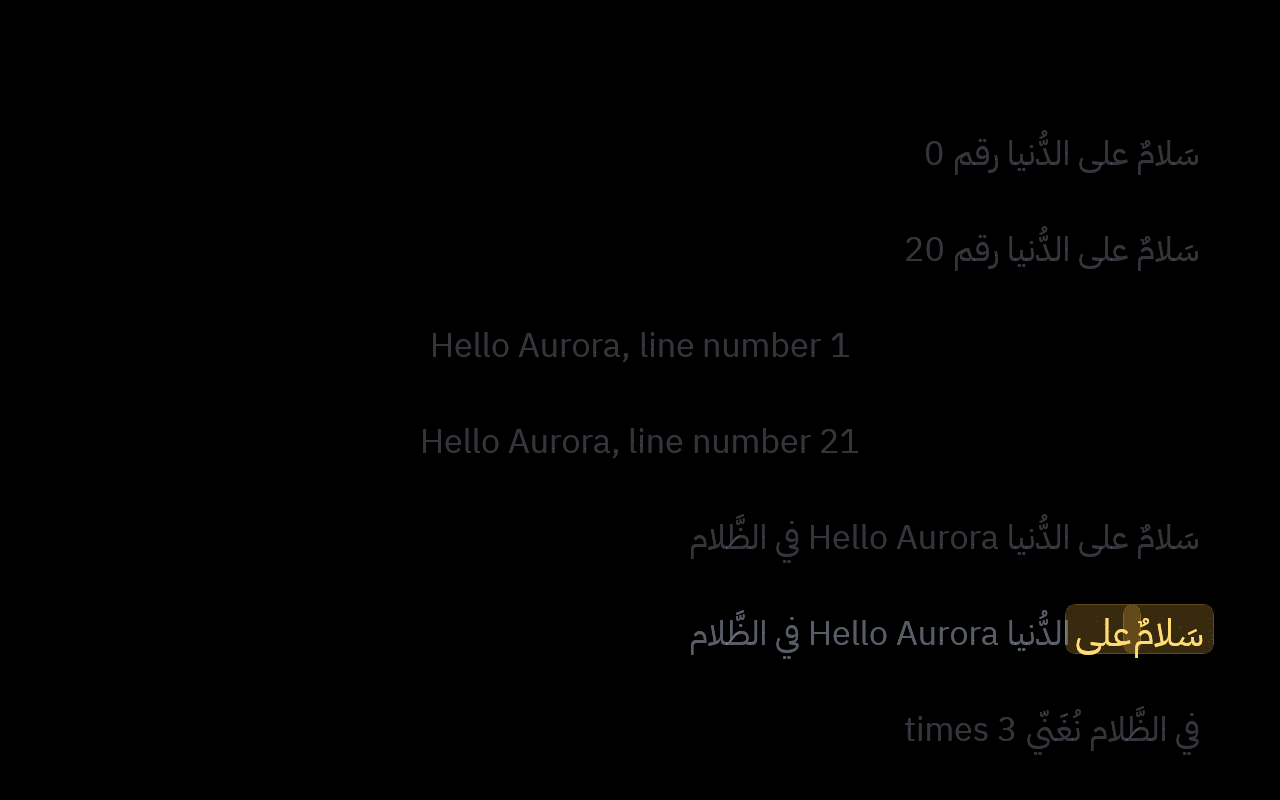 سَلامٌ على الدُّنيا رقم 0
سَلامٌ على الدُّنيا رقم 20
Hello Aurora, line number 1
Hello Aurora, line number 21
سَلامٌ على الدُّنيا Hello Aurora في الظَّلام
سَلامٌ على الدُّنيا Hello Aurora في الظَّلام
في الظَّلام نُغَنّي 3 times